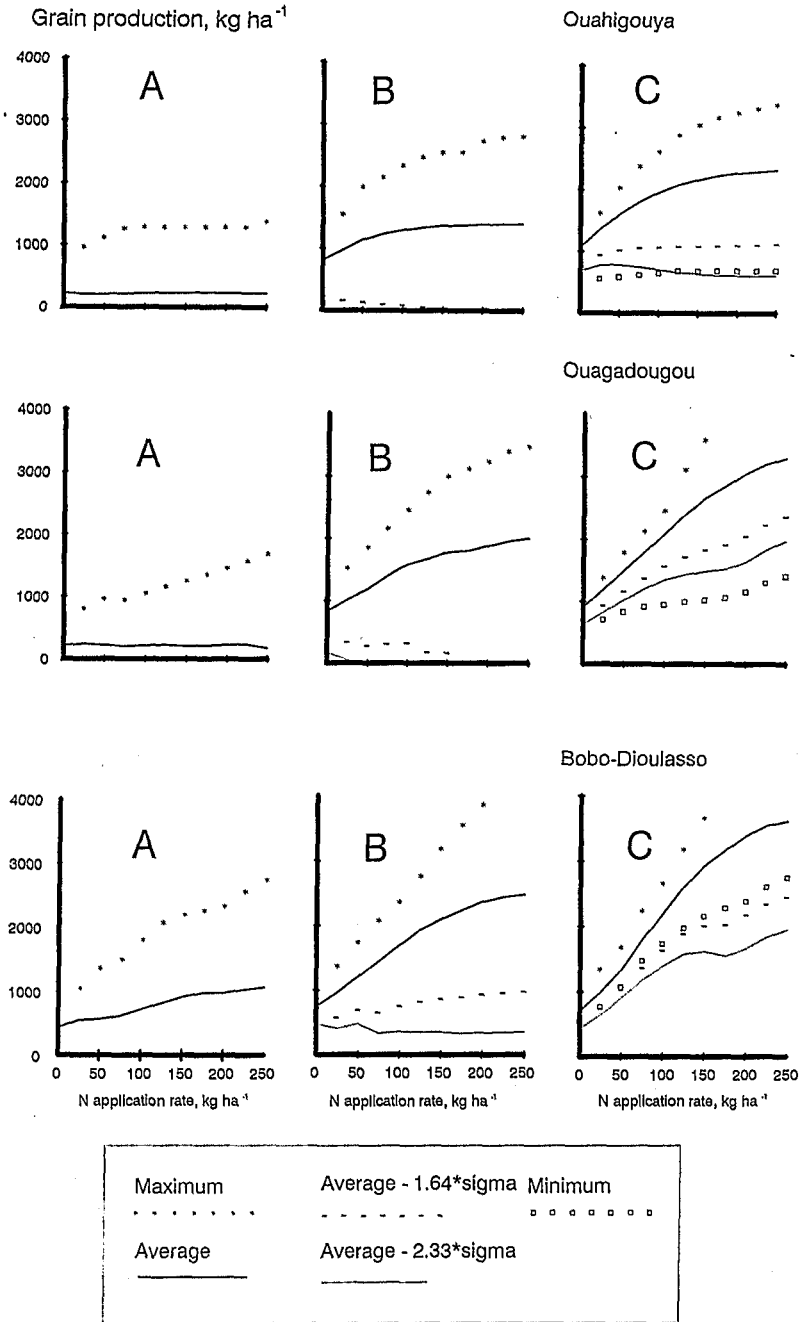 Grain production, kg ha⁻¹
Ouahigouya
A
B
C
4000
3000
2000
1000
0
Ouagadougou
A
B
C
4000
3000
2000
1000
0
Bobo-Dioulasso
A
B
C
4000
3000
2000
1000
0
0 50 100 150 200 250
0 50 100 150 200 250
0 50 100 150 200 250
N application rate, kg ha⁻¹
N application rate, kg ha⁻¹
N application rate, kg ha⁻¹
Maximum
Average - 1.64*sigma
Minimum
Average
Average - 2.33*sigma